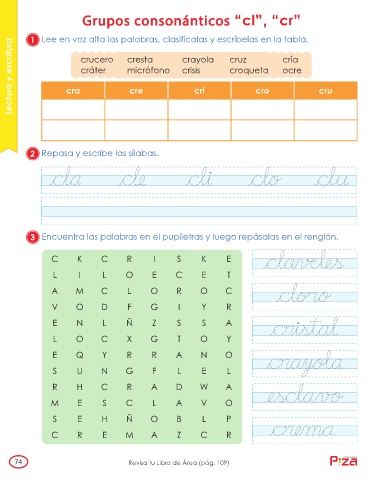 Grupos consonánticos “cl”, “cr”
Lectura y escritura
1 Lee en voz alta las palabras, clasifícalas y escríbelas en la tabla.
crucero cresta crayola cruz cría
cráter micrófono crisis croqueta ocre
cra cre cri cro cru
2 Repasa y escribe las sílabas.
cla cle cli clo clu
3 Encuentra las palabras en el pupiletras y luego repásalas en el renglón.
C K C R I S K E
L I L O E C E T
A M C L O R O C
V O D F G I Y R
E N L Ñ Z S S A
L O C X G T O Y
E Q Y R R A N O
S U N G F L E L
R H C R A D W A
M E S C L A V O
S E H Ñ O B L P
C R E M A Z C R
claveles
cloro
cristal
crayola
esclavo
crema
74
Revisa tu Libro de Área (pág. 109)
PIZA